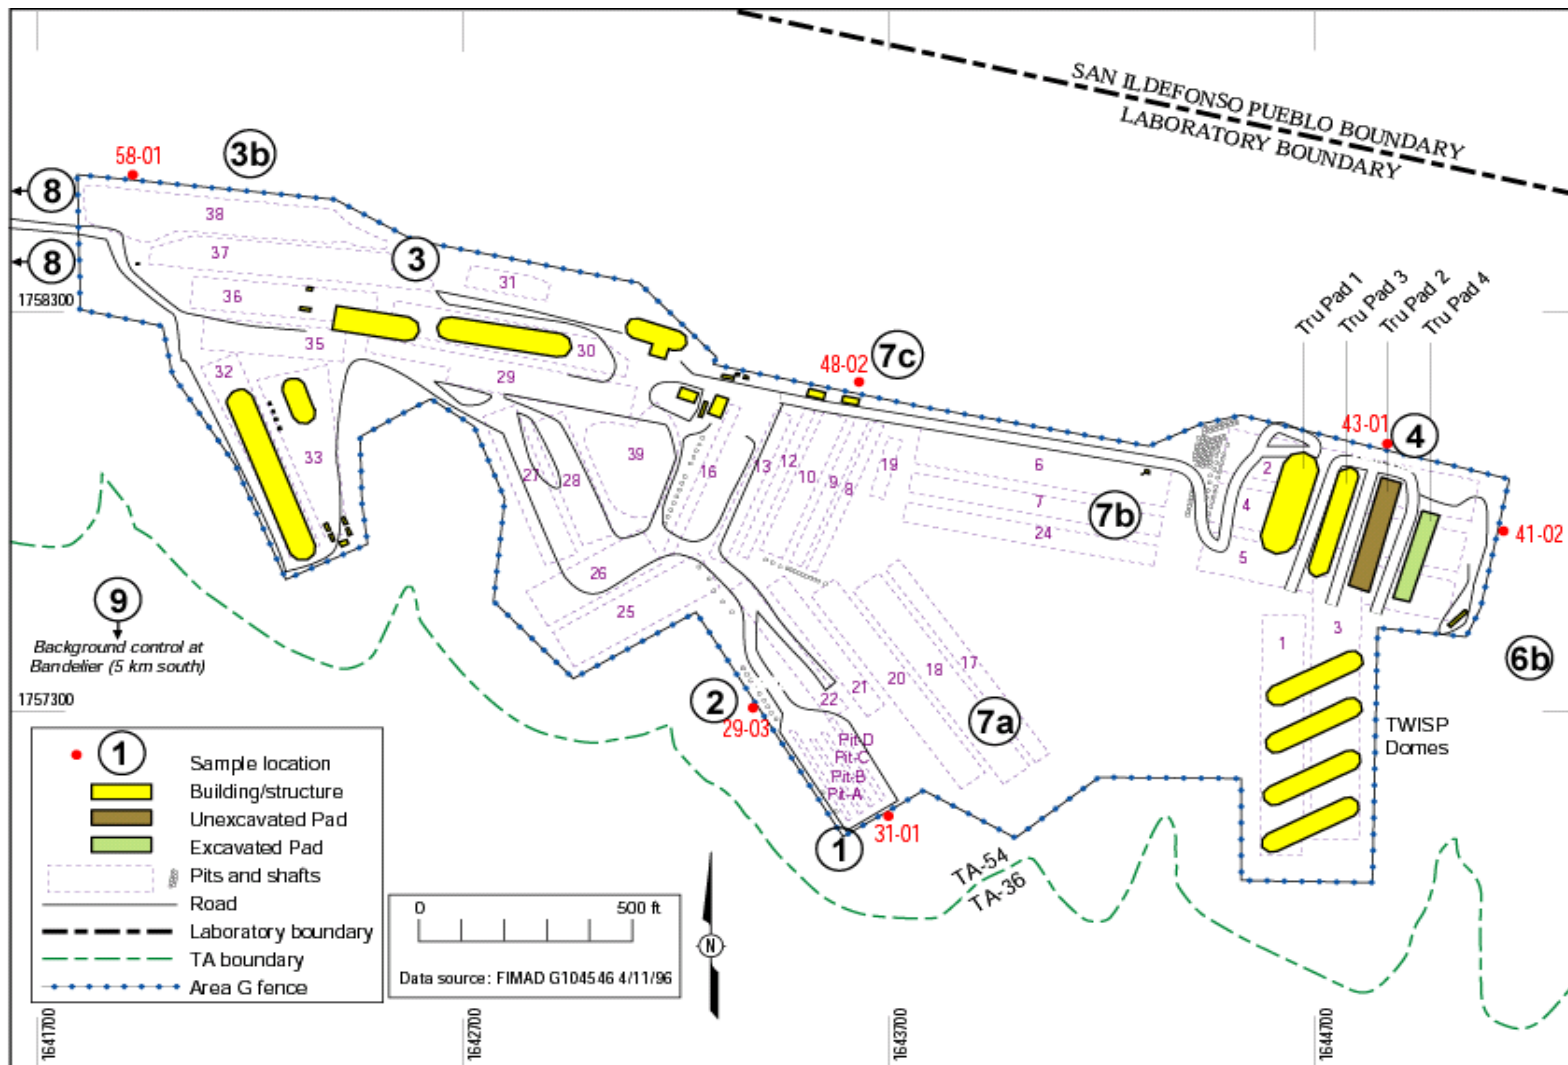 SAN ILDEFONSO PUEBLO BOUNDARY
LABORATORY BOUNDARY
58-01
3b
8
38
37
3
8
31
36
1758300
35
30
32
29
33
48-02
7c
Tru Pad 1
Tru Pad 3
Tru Pad 2
Tru Pad 4
43-01
4
39
27
28
16
13
12
10
9
8
19
6
7
24
7b
2
4
5
41-02
26
25
9
Background control at
Bandelier (5 km south)
1
3
6b
17
18
20
21
22
7a
2
29-03
1757300
TWISP
Domes
Pit-D
Pit-C
Pit-B
Pit-A
31-01
1
TA-54
TA-36
1
Sample location
Building/structure
Unexcavated Pad
Excavated Pad
Pits and shafts
Road
Laboratory boundary
TA boundary
Area G fence
0 500 ft
Data source: FIMAD G104546 4/11/96
N
1641700
1642700
1643700
1644700